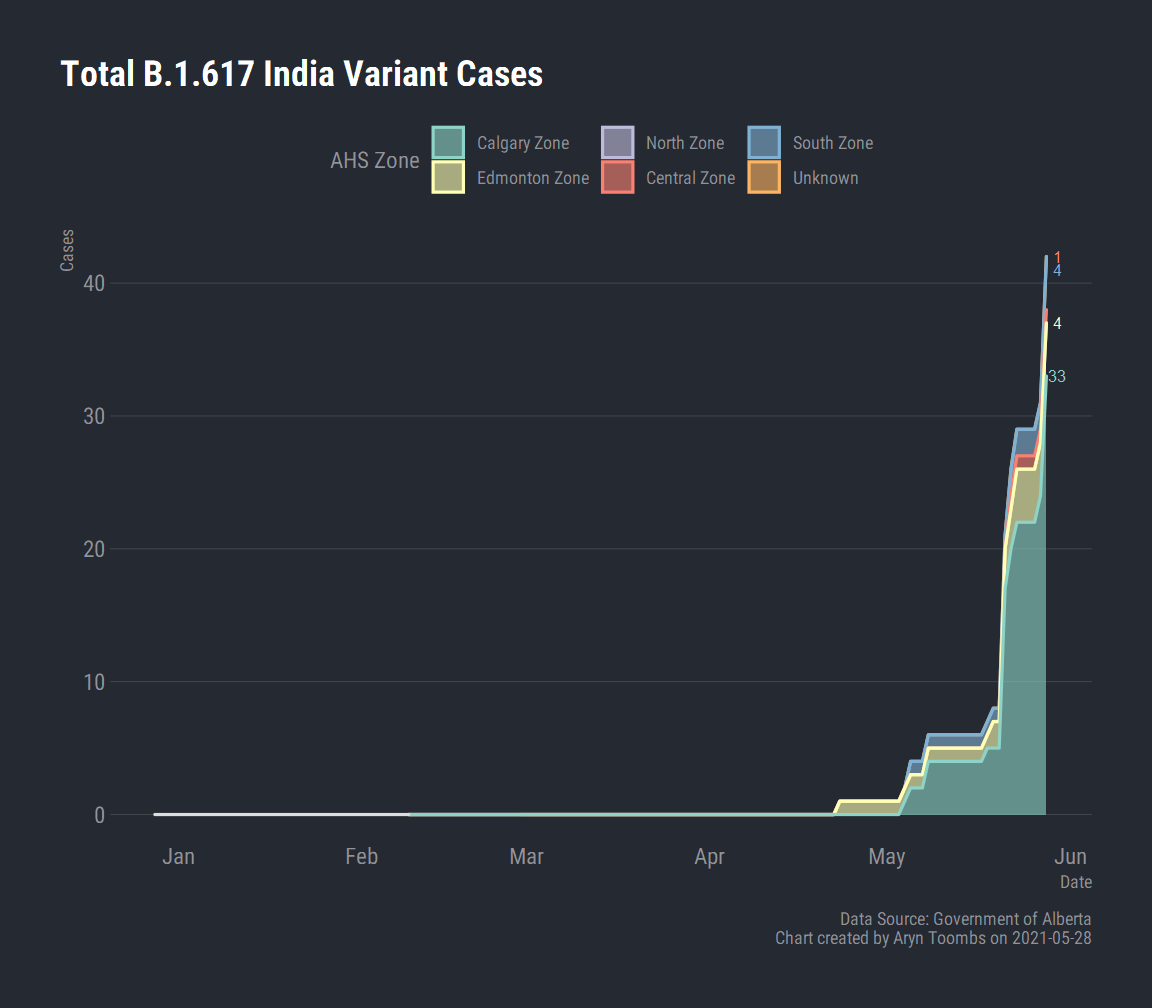 Total B.1.617 India Variant Cases
AHS Zone
Calgary Zone
North Zone
South Zone
Edmonton Zone
Central Zone
Unknown
Cases
40
30
20
10
0
1
4
4
33
Jan
Feb
Mar
Apr
May
Jun
Date
Data Source: Government of Alberta
Chart created by Aryn Toombs on 2021-05-28